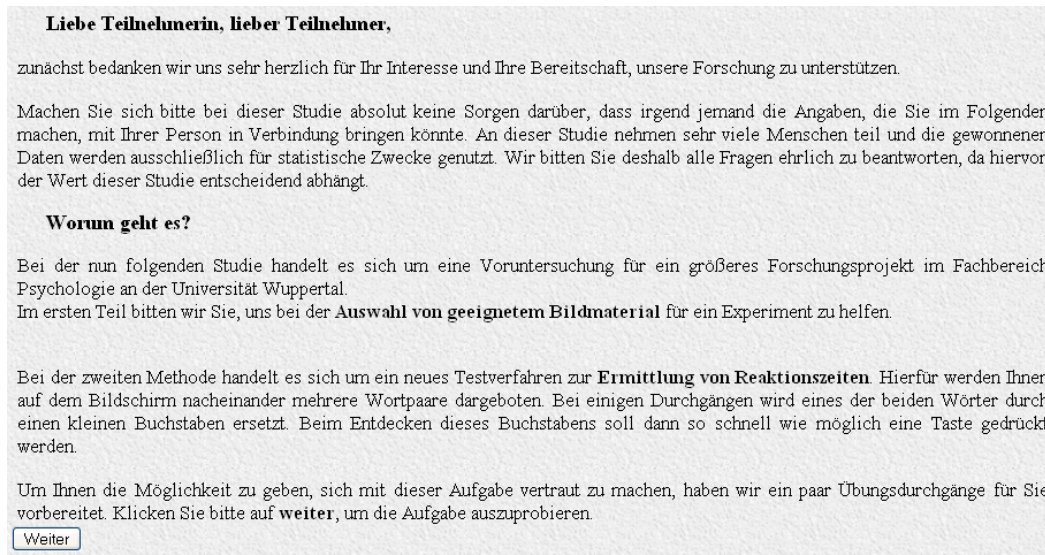 Liebe Teilnehmerin, lieber Teilnehmer,
zunächst bedanken wir uns sehr herzlich für Ihr Interesse und Ihre Bereitschaft, unsere Forschung zu unterstützen.
Machen Sie sich bitte bei dieser Studie absolut keine Sorgen darüber, dass irgend jemand die Angaben, die Sie im Folgenden
machen, mit Ihrer Person in Verbindung bringen könnte. An dieser Studie nehmen sehr viele Menschen teil und die gewonnenen
Daten werden ausschließlich für statistische Zwecke genutzt. Wir bitten Sie deshalb alle Fragen ehrlich zu beantworten, da hiervon
der Wert dieser Studie entscheidend abhängt.
Worum geht es?
Bei der nun folgenden Studie handelt es sich um eine Voruntersuchung für ein größeres Forschungsprojekt im Fachbereich
Psychologie an der Universität Wuppertal.
Im ersten Teil bitten wir Sie, uns bei der Auswahl von geeignetem Bildmaterial für ein Experiment zu helfen.
Bei der zweiten Methode handelt es sich um ein neues Testverfahren zur Ermittlung von Reaktionszeiten. Hierfür werden Ihnen
auf dem Bildschirm nacheinander mehrere Wortpaare dargeboten. Bei einigen Durchgängen wird eines der beiden Wörter durch
einen kleinen Buchstaben ersetzt. Beim Entdecken dieses Buchstabens soll dann so schnell wie möglich eine Taste gedrückt
werden.
Um Ihnen die Möglichkeit zu geben, sich mit dieser Aufgabe vertraut zu machen, haben wir ein paar Übungsdurchgänge für Sie
vorbereitet. Klicken Sie bitte auf weiter, um die Aufgabe auszuprobieren.
Weiter